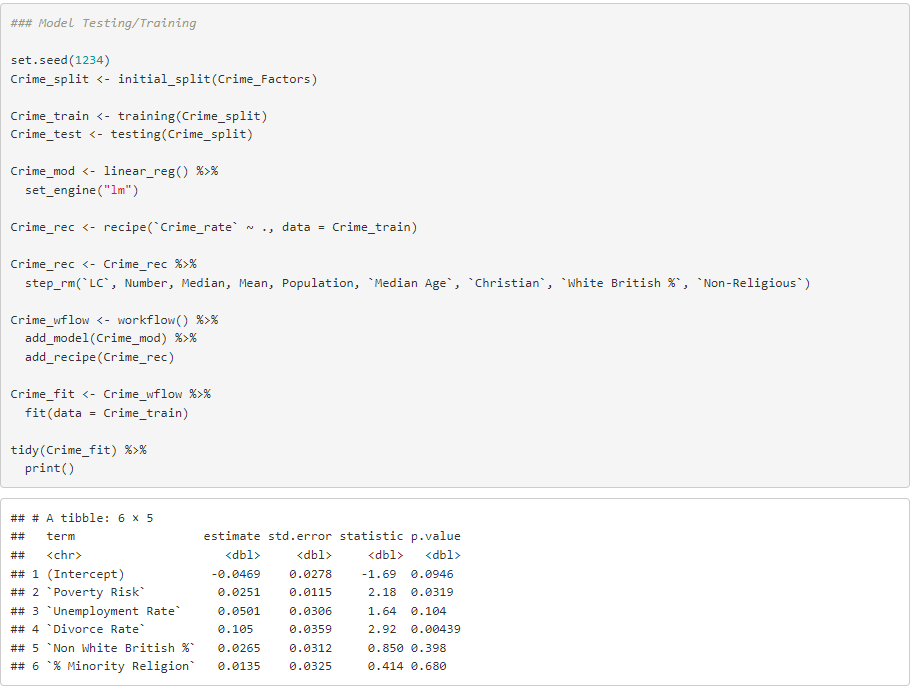 ### Model Testing/Training
set.seed(1234)
Crime_split <- initial_split(Crime_Factors)
Crime_train <- training(Crime_split)
Crime_test <- testing(Crime_split)
Crime_mod <- linear_reg() %>%
  set_engine("lm")
Crime_rec <- recipe(`Crime_rate` ~ ., data = Crime_train)
Crime_rec <- Crime_rec %>%
  step_rm(`LC`, Number, Median, Mean, Population, `Median Age`, `Christian`, `White British %`, `Non-Religious`)
Crime_wflow <- workflow() %>%
  add_model(Crime_mod) %>%
  add_recipe(Crime_rec)
Crime_fit <- Crime_wflow %>%
  fit(data = Crime_train)
tidy(Crime_fit) %>%
  print()
## # A tibble: 6 × 5
##   term                  estimate std.error statistic p.value
##   <chr>                    <dbl>     <dbl>     <dbl>   <dbl>
## 1 (Intercept)            -0.0469    0.0278    -1.69  0.0946
## 2 `Poverty Risk`          0.0251    0.0115     2.18  0.0319
## 3 `Unemployment Rate`     0.0501    0.0306     1.64  0.104
## 4 `Divorce Rate`          0.105     0.0359     2.92  0.00439
## 5 `Non White British %`   0.0265    0.0312     0.850 0.398
## 6 `% Minority Religion`   0.0135    0.0325     0.414 0.680